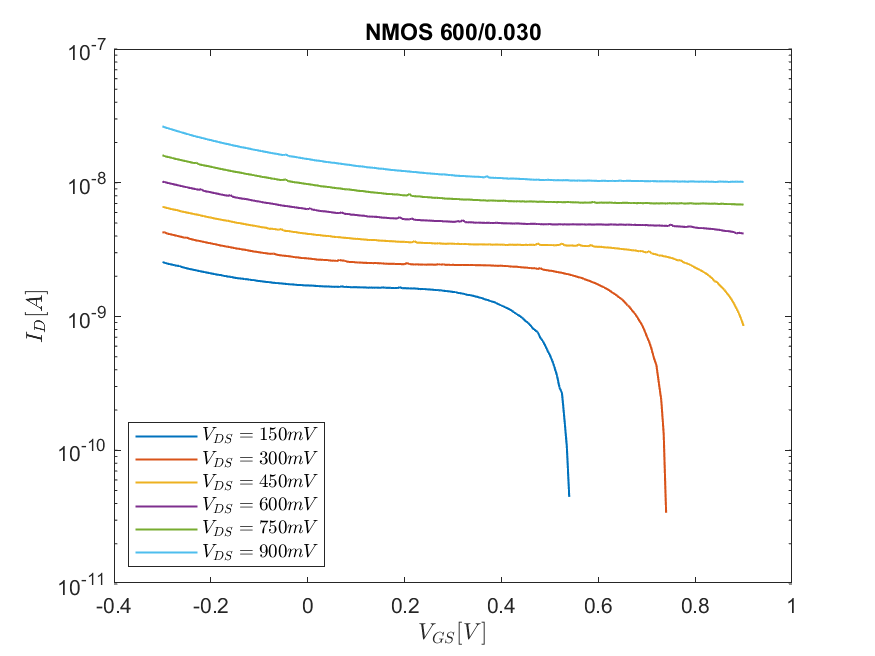 NMOS 600/0.030
10^-7
10^-8
10^-9
10^-10
10^-11
I_D[A]
V_DS = 150mV
V_DS = 300mV
V_DS = 450mV
V_DS = 600mV
V_DS = 750mV
V_DS = 900mV
-0.4 -0.2 0 0.2 0.4 0.6 0.8 1
V_GS[V]